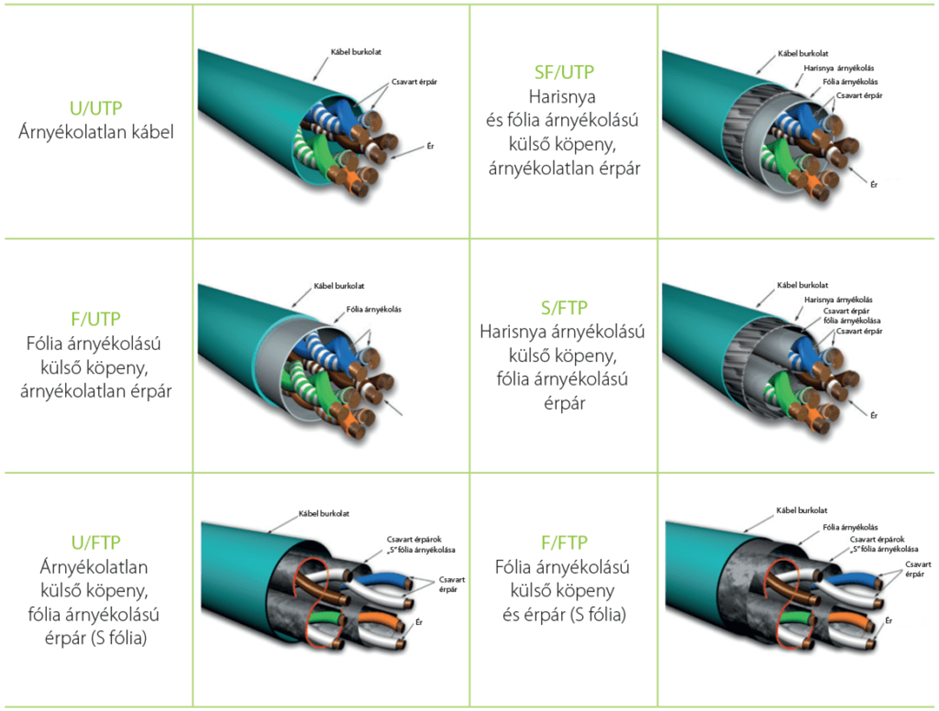 U/UTP
Árnyékolatlan kábel
Kábel burkolat
Csavart érpár
Ér
SF/UTP
Harisnya
és fólia árnyékolású
külső köpeny,
árnyékolatlan érpár
Kábel burkolat
Harisnya árnyékolás
Fólia árnyékolás
Csavart érpár
Ér
F/UTP
Fólia árnyékolású
külső köpeny,
árnyékolatlan érpár
Kábel burkolat
Fólia árnyékolás
S/FTP
Harisnya árnyékolású
külső köpeny,
fólia árnyékolású
érpár
Kábel burkolat
Harisnya árnyékolás
Csavart érpár
fólia árnyékolása
Csavart érpár
Ér
U/FTP
Árnyékolatlan
külső köpeny,
fólia árnyékolású
érpár (S fólia)
Kábel burkolat
Csavart érpárok
„S" fólia árnyékolása
Csavart
érpár
Ér
F/FTP
Fólia árnyékolású
külső köpeny
és érpár (S fólia)
Kábel burkolat
Fólia árnyékolás
Csavart érpárok
„S" fólia árnyékolása
Csavart
érpár
Ér